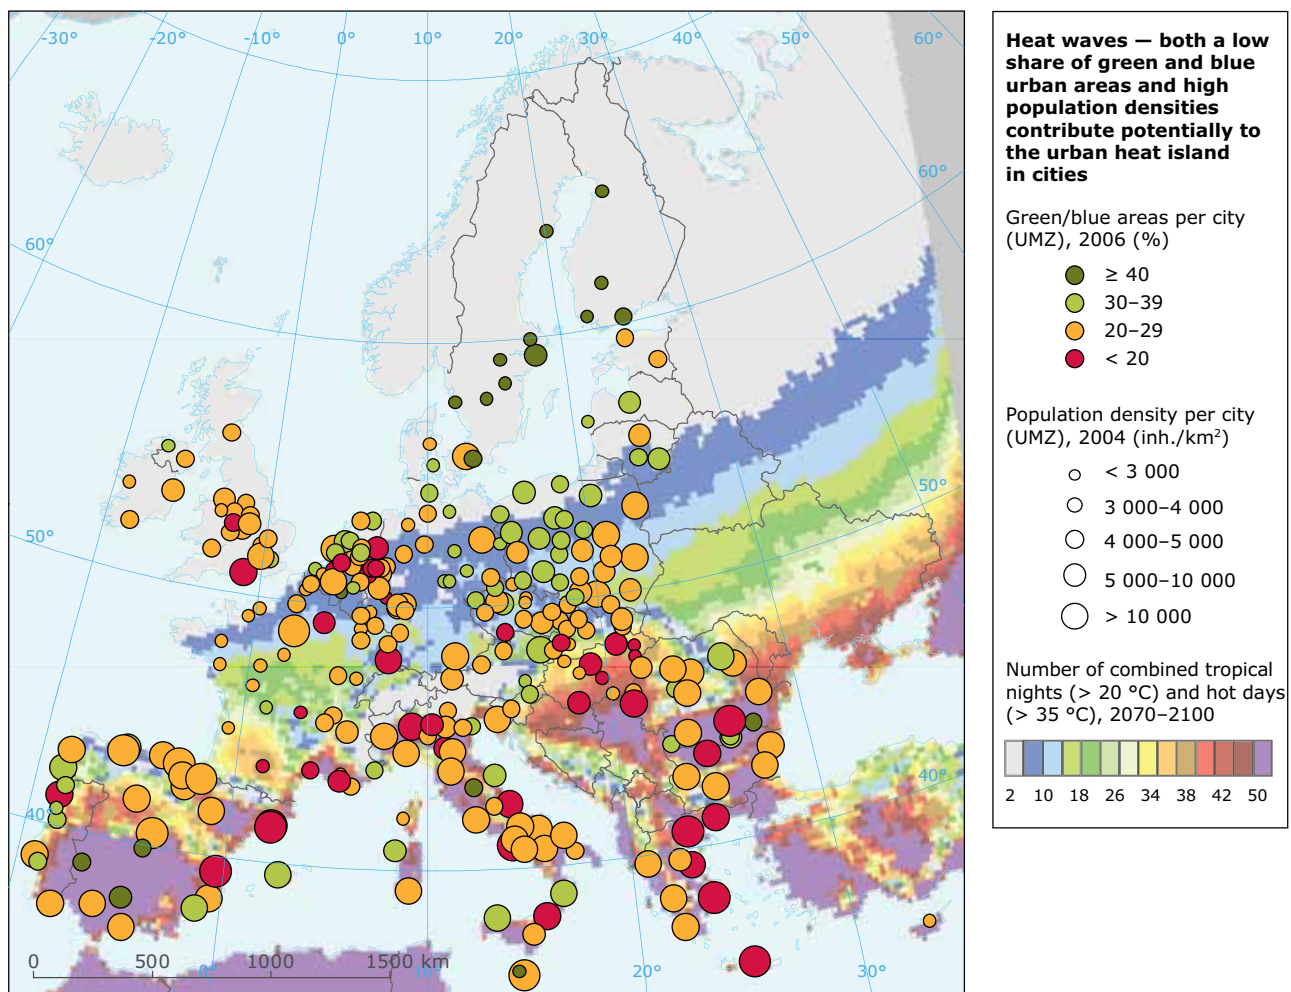 -30°
-20°
-10°
0°
10°
20°
30°
40°
50°
60°
60°
60°
50°
50°
40°
40°
0 500 1000 1500 km
0°
10°
20°
30°
Heat waves — both a low
share of green and blue
urban areas and high
population densities
contribute potentially to
the urban heat island
in cities
Green/blue areas per city
(UMZ), 2006 (%)
≥ 40
30–39
20–29
< 20
Population density per city
(UMZ), 2004 (inh./km²)
< 3 000
3 000–4 000
4 000–5 000
5 000–10 000
> 10 000
Number of combined tropical
nights (> 20 °C) and hot days
(> 35 °C), 2070–2100
2 10 18 26 34 38 42 50